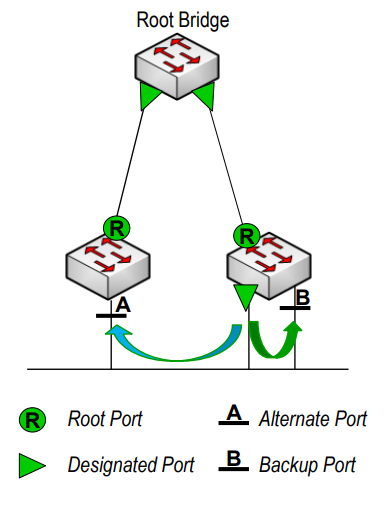 Root Bridge
R
R
A
B
R Root Port
A Alternate Port
Designated Port
B Backup Port